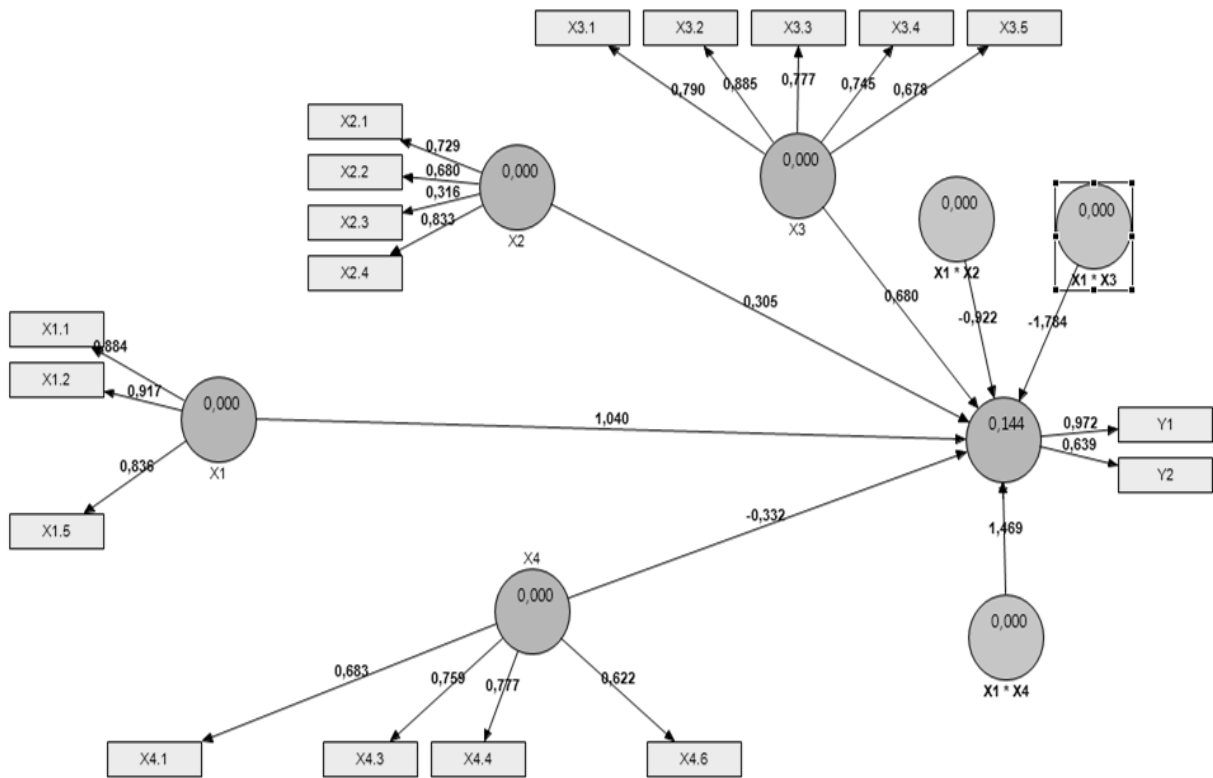 X3.1
X3.2
X3.3
X3.4
X3.5
0,790
0,885
0,777
0,745
0,678
0,000
X3
X2.1
X2.2
X2.3
X2.4
0,729
0,680
0,316
0,833
0,000
X2
0,000
X1 * X2
0,000
X1 * X3
0,305
0,680
-0,922
-1,784
X1.1
X1.2
X1.5
0,884
0,917
0,836
0,000
X1
1,040
0,144
0,972
0,639
Y1
Y2
-0,332
1,469
X4
0,000
0,000
X1 * X4
0,683
0,759
0,777
0,622
X4.1
X4.3
X4.4
X4.6